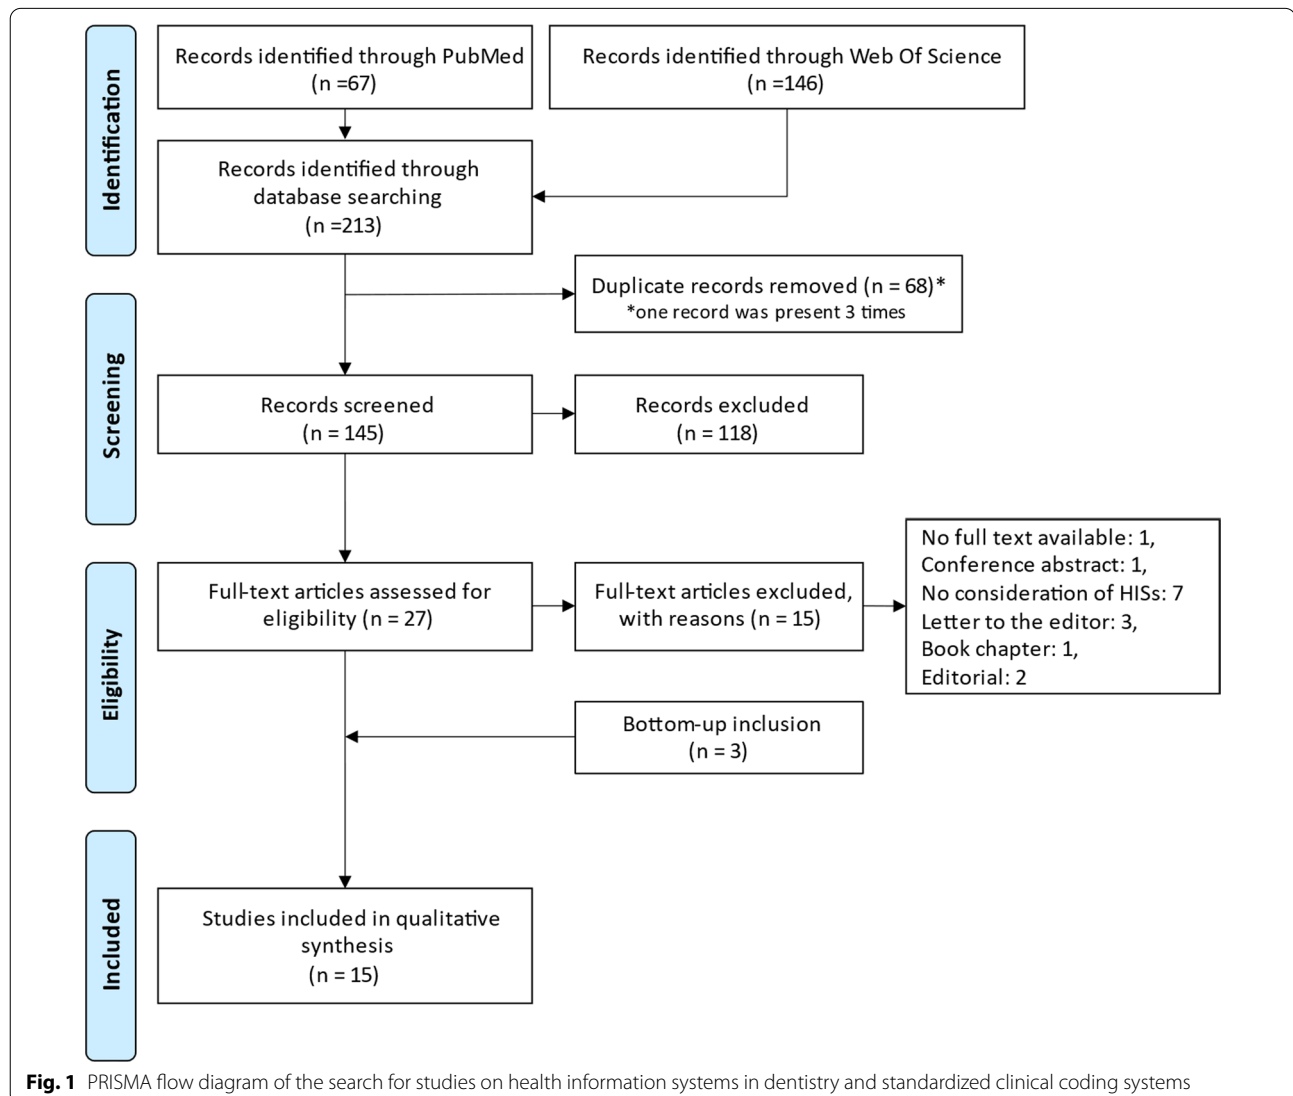 Identification
Records identified through PubMed
(n =67)
Records identified through Web Of Science
(n =146)
Records identified through
database searching
(n =213)
Duplicate records removed (n = 68)*
*one record was present 3 times
Screening
Records screened
(n = 145)
Records excluded
(n = 118)
Eligibility
Full-text articles assessed for
eligibility (n = 27)
Full-text articles excluded,
with reasons (n = 15)
No full text available: 1,
Conference abstract: 1,
No consideration of HISs: 7
Letter to the editor: 3,
Book chapter: 1,
Editorial: 2
Bottom-up inclusion
(n = 3)
Included
Studies included in qualitative
synthesis
(n = 15)
Fig. 1 PRISMA flow diagram of the search for studies on health information systems in dentistry and standardized clinical coding systems